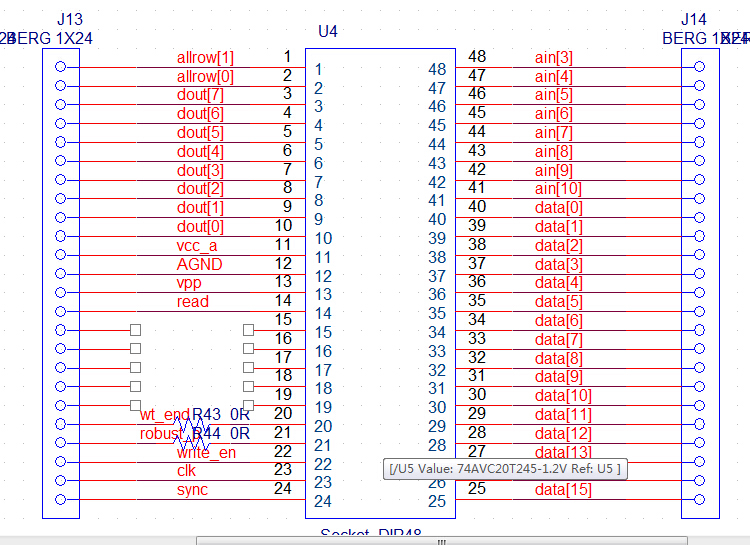 J13
BERG 1X24
U4
J14
BERG 1X24
allrow[1] 1 1 48 48 ain[3]
allrow[0] 2 2 47 47 ain[4]
dout[7] 3 3 46 46 ain[5]
dout[6] 4 4 45 45 ain[6]
dout[5] 5 5 44 44 ain[7]
dout[4] 6 6 43 43 ain[8]
dout[3] 7 7 42 42 ain[9]
dout[2] 8 8 41 41 ain[10]
dout[1] 9 9 40 40 data[0]
dout[0] 10 10 39 39 data[1]
vcc_a 11 11 38 38 data[2]
AGND 12 12 37 37 data[3]
vpp 13 13 36 36 data[4]
read 14 14 35 35 data[5]
15 15 34 34 data[6]
16 16 33 33 data[7]
17 17 32 32 data[8]
18 18 31 31 data[9]
19 19 30 30 data[10]
wt_end R43 0R 20 20 29 29 data[11]
R44 0R 21 21 28 28 data[12]
write_en 22 22 27 data[13]
clk 23 23 26
sync 24 24 25 25 data[15]
[/U5 Value: 74AVC20T245-1.2V Ref: U5 ]